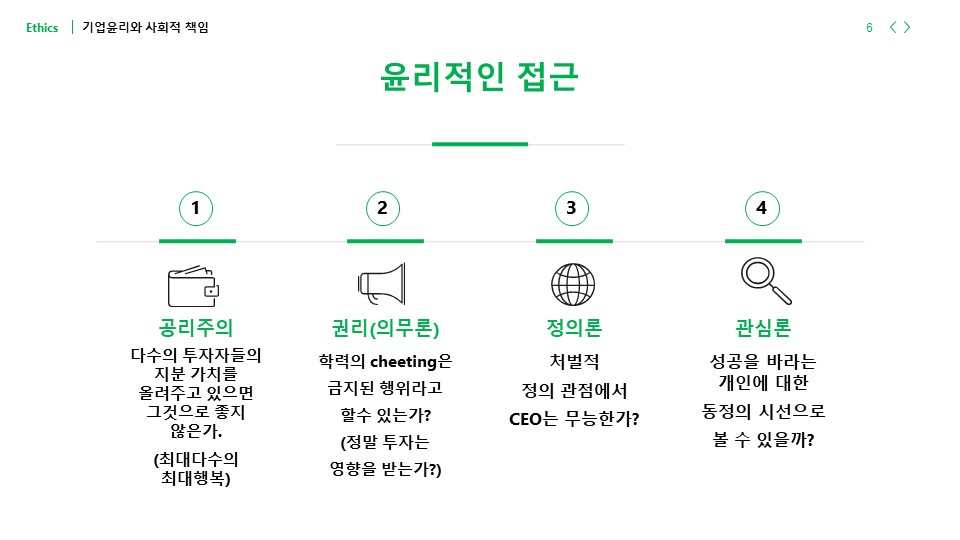 Ethics
기업윤리와 사회적 책임
6
윤리적인 접근
1
2
3
4
공리주의
다수의 투자자들의
지분 가치를
올려주고 있으면
그것으로 좋지
않은가.
(최대다수의
최대행복)
권리(의무론)
학력의 cheeting은
금지된 행위라고
할수 있는가?
(정말 투자는
영향을 받는가?)
정의론
처벌적
정의 관점에서
CEO는 무능한가?
관심론
성공을 바라는
개인에 대한
동정의 시선으로
볼 수 있을까?